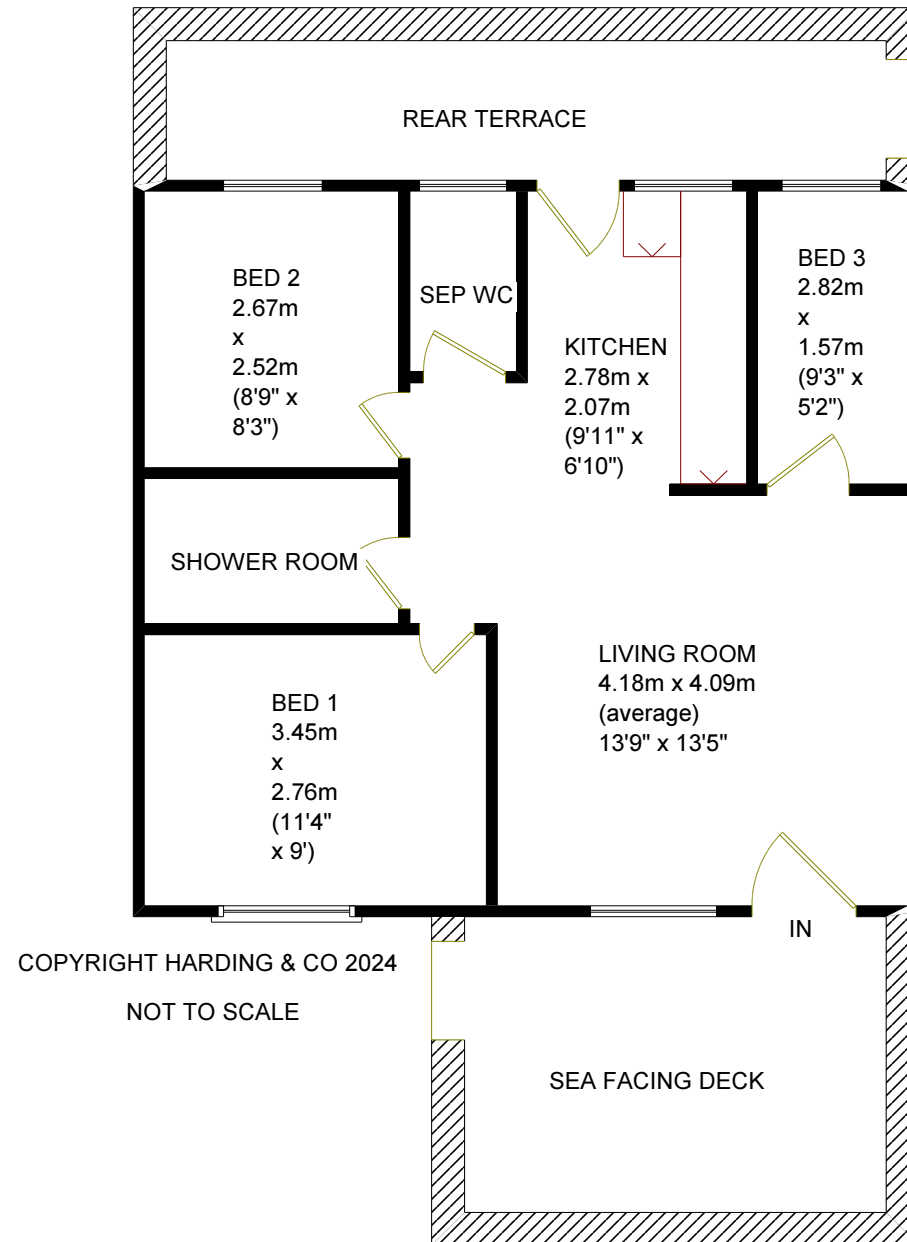 REAR TERRACE
BED 2
2.67m
x
2.52m
(8'9" x
8'3")
SEP WC
KITCHEN
2.78m x
2.07m
(9'11" x
6'10")
BED 3
2.82m
x
1.57m
(9'3" x
5'2")
SHOWER ROOM
BED 1
3.45m
x
2.76m
(11'4"
x 9')
LIVING ROOM
4.18m x 4.09m
(average)
13'9" x 13'5"
IN
COPYRIGHT HARDING & CO 2024
NOT TO SCALE
SEA FACING DECK